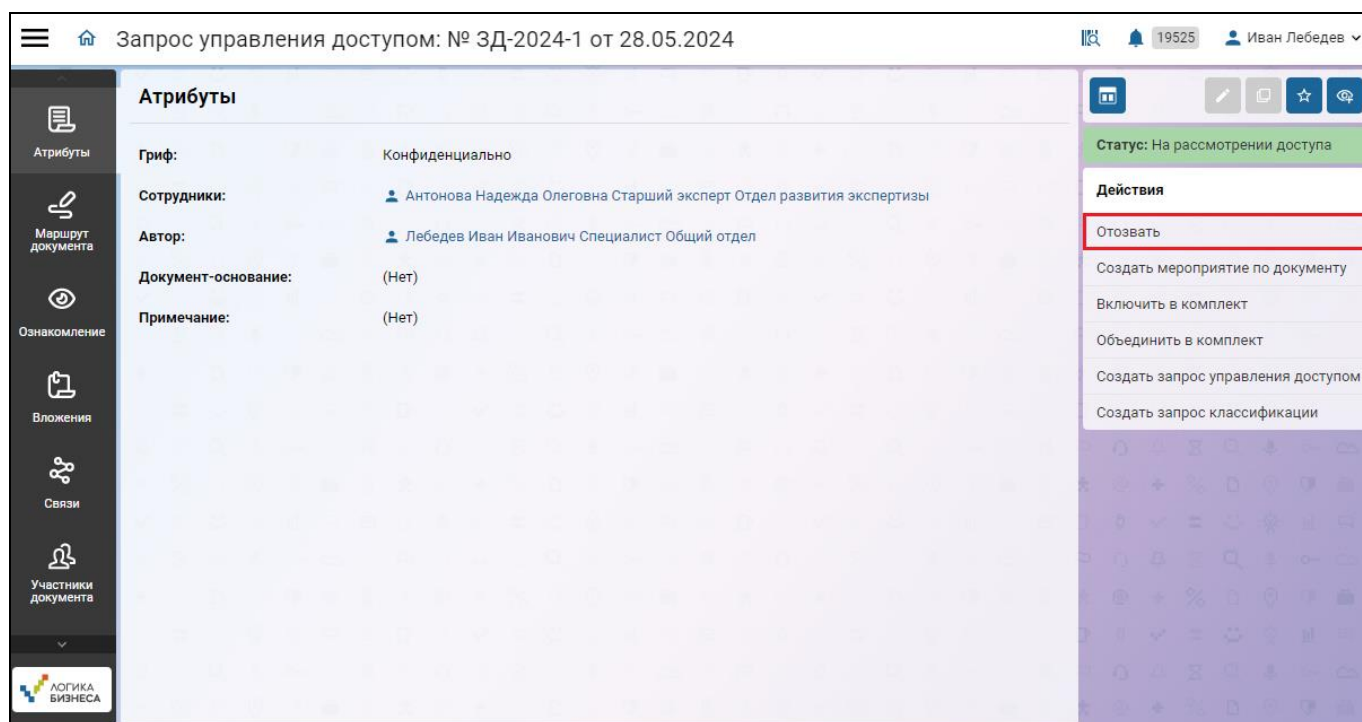 Запрос управления доступом: № ЗД-2024-1 от 28.05.2024
19525
Иван Лебедев
Атрибуты
Маршрут
документа
Ознакомление
Вложения
Связи
Участники
документа
ЛОГИКА
БИЗНЕСА
Атрибуты
Гриф: Конфиденциально
Сотрудники: Антонова Надежда Олеговна Старший эксперт Отдел развития экспертизы
Автор: Лебедев Иван Иванович Специалист Общий отдел
Документ-основание: (Нет)
Примечание: (Нет)
Статус: На рассмотрении доступа
Действия
Отозвать
Создать мероприятие по документу
Включить в комплект
Объединить в комплект
Создать запрос управления доступом
Создать запрос классификации